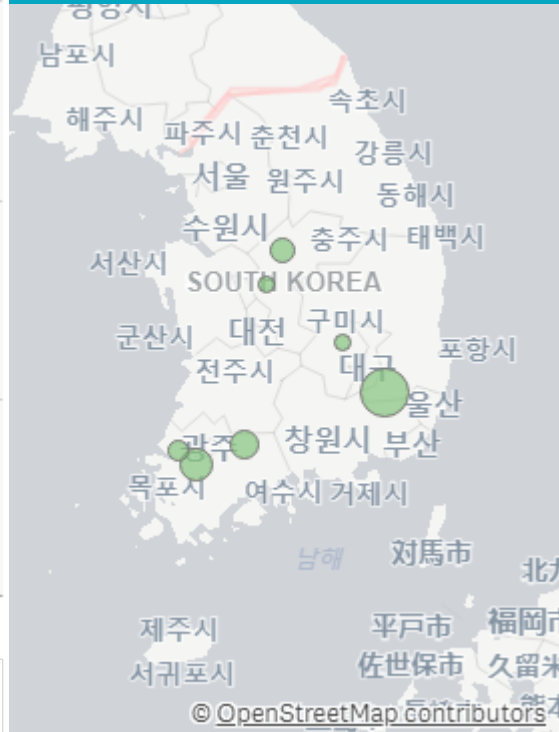 평양시
남포시
속초시
해주시
파주시
춘천시
강릉시
서울
원주시
동해시
수원시
충주시
태백시
서산시
SOUTH KOREA
구미시
군산시
대전
포항시
대구
전주시
울산
광주
창원시
부산
목포시
여수시
거제시
남해
対馬市
北九
제주시
平戸市
福岡市
서귀포시
佐世保市
久留米
© OpenStreetMap contributors